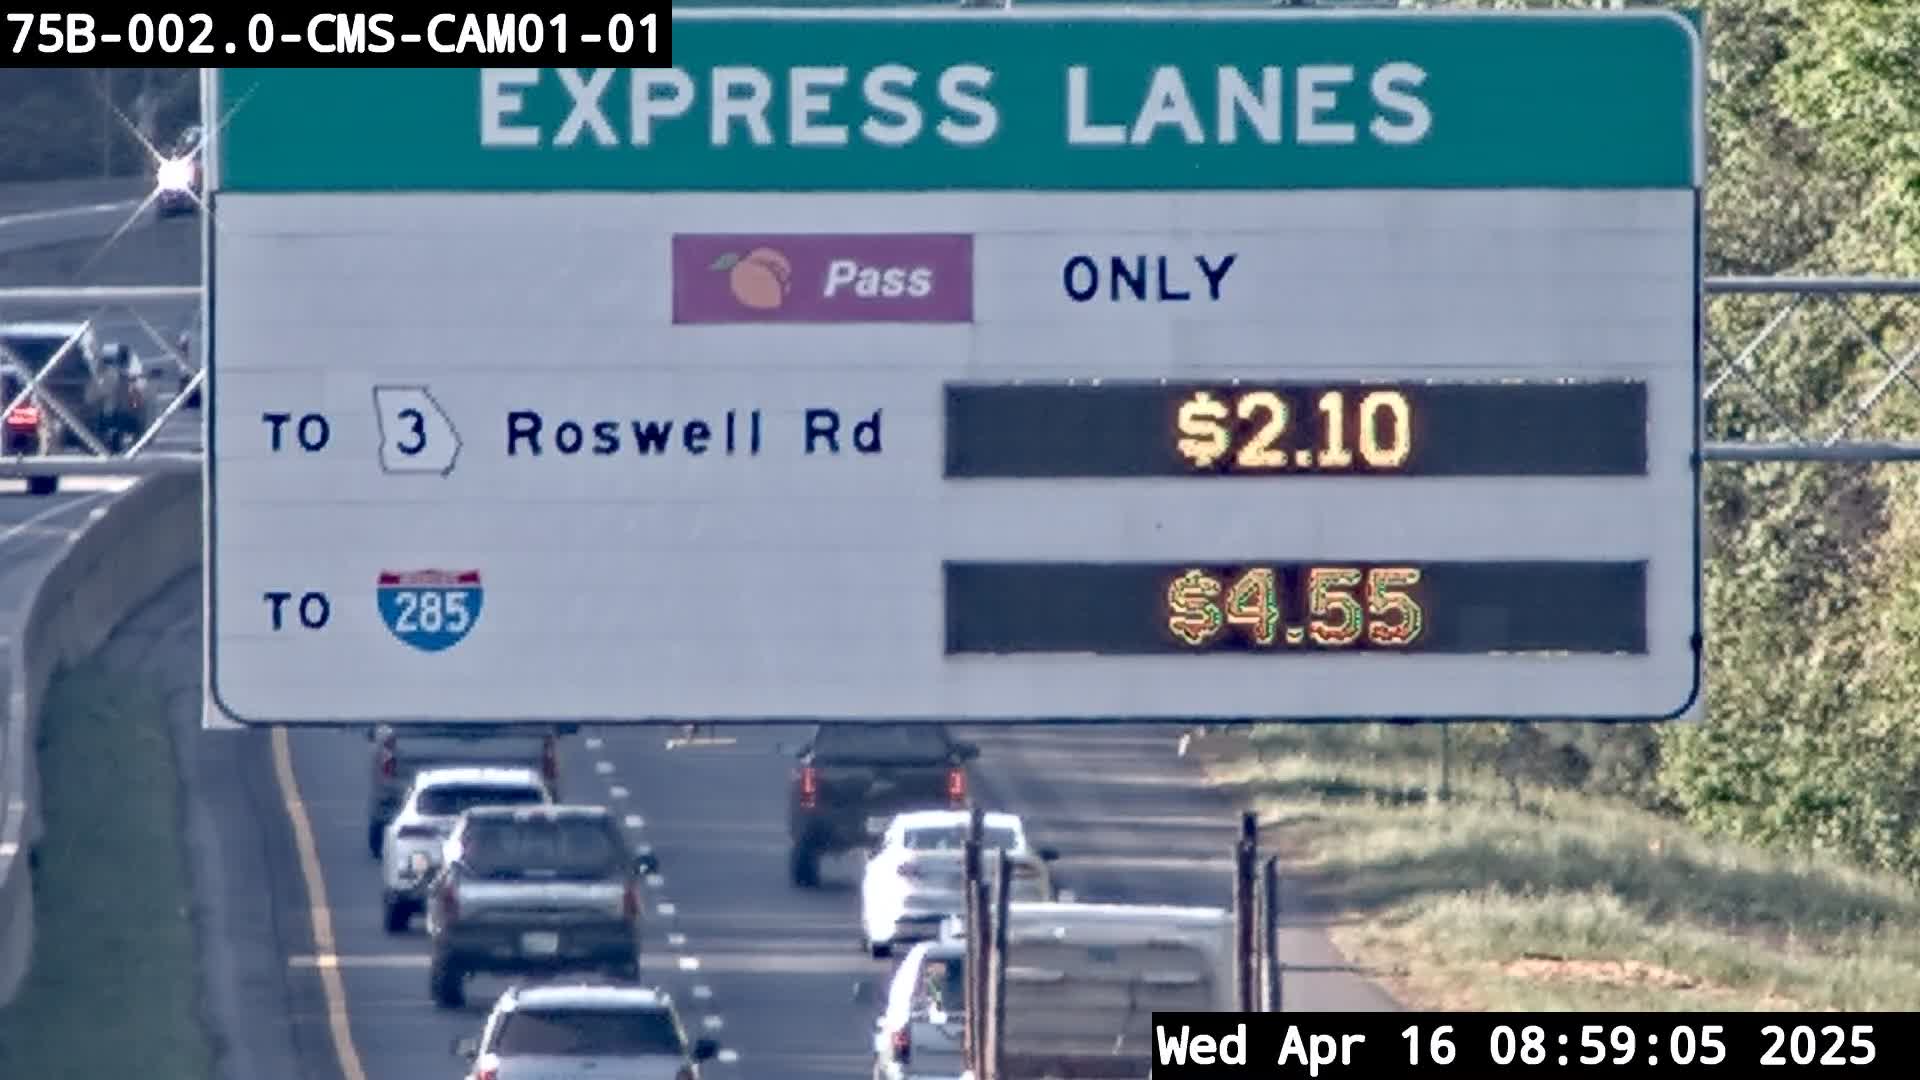 75B-002.0-CMS-CAM01-01
EXPRESS LANES
Pass ONLY
TO 3 Roswell Rd $2.10
TO 285 $4.55
Wed Apr 16 08:59:05 2025